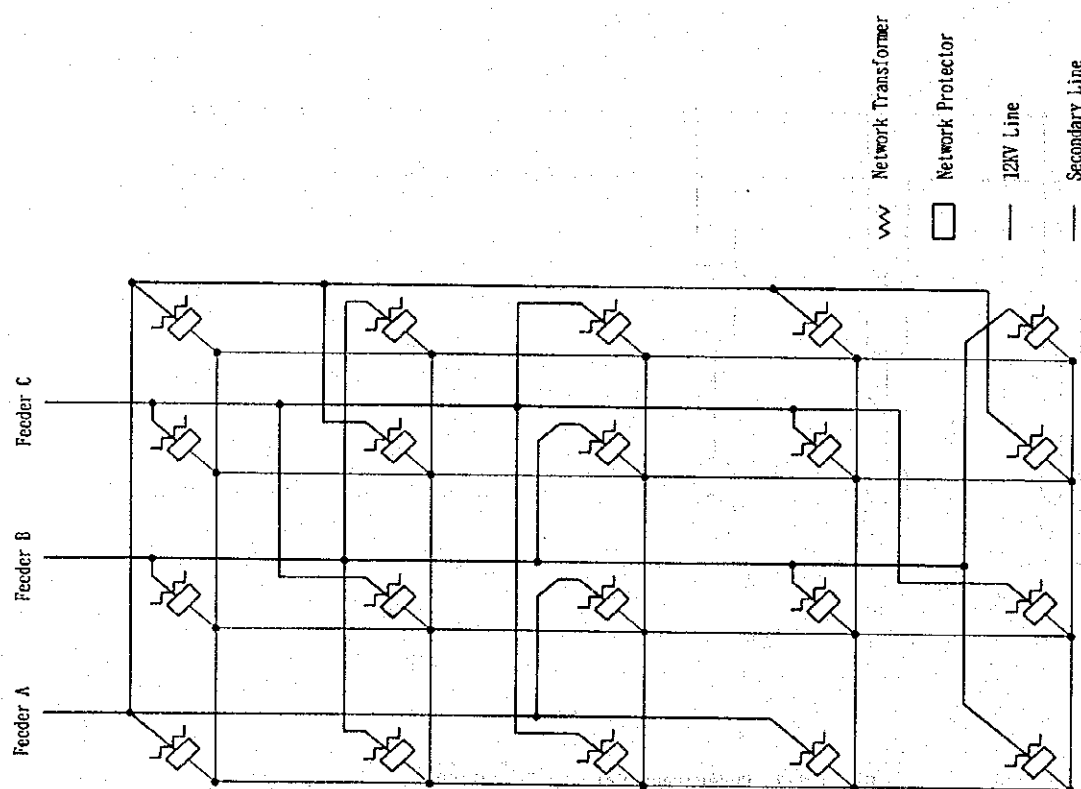 Feeder A
Feeder B
Feeder C
Network Transformer
Network Protector
12KV Line
Secondary Line